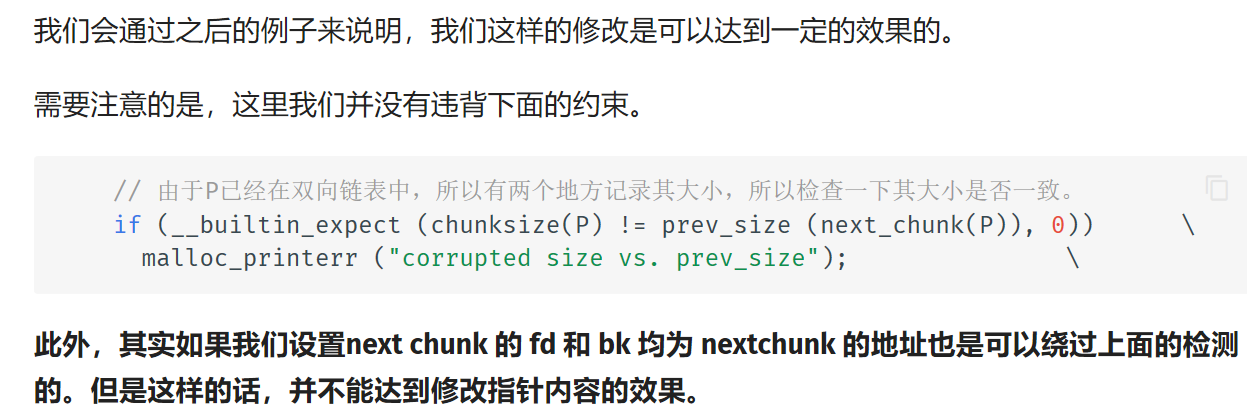 我们会通过之后的例子来说明，我们这样的修改是可以达到一定的效果的。
需要注意的是，这里我们并没有违背下面的约束。
// 由于P已经在双向链表中，所以有两个地方记录其大小，所以检查一下其大小是否一致。
if (__builtin_expect (chunksize(P) != prev_size (next_chunk(P)), 0))      \
  malloc_printerr ("corrupted size vs. prev_size");               \
此外，其实如果我们设置next chunk 的 fd 和 bk 均为 nextchunk 的地址也是可以绕过上面的检测
的。但是这样的话，并不能达到修改指针内容的效果。